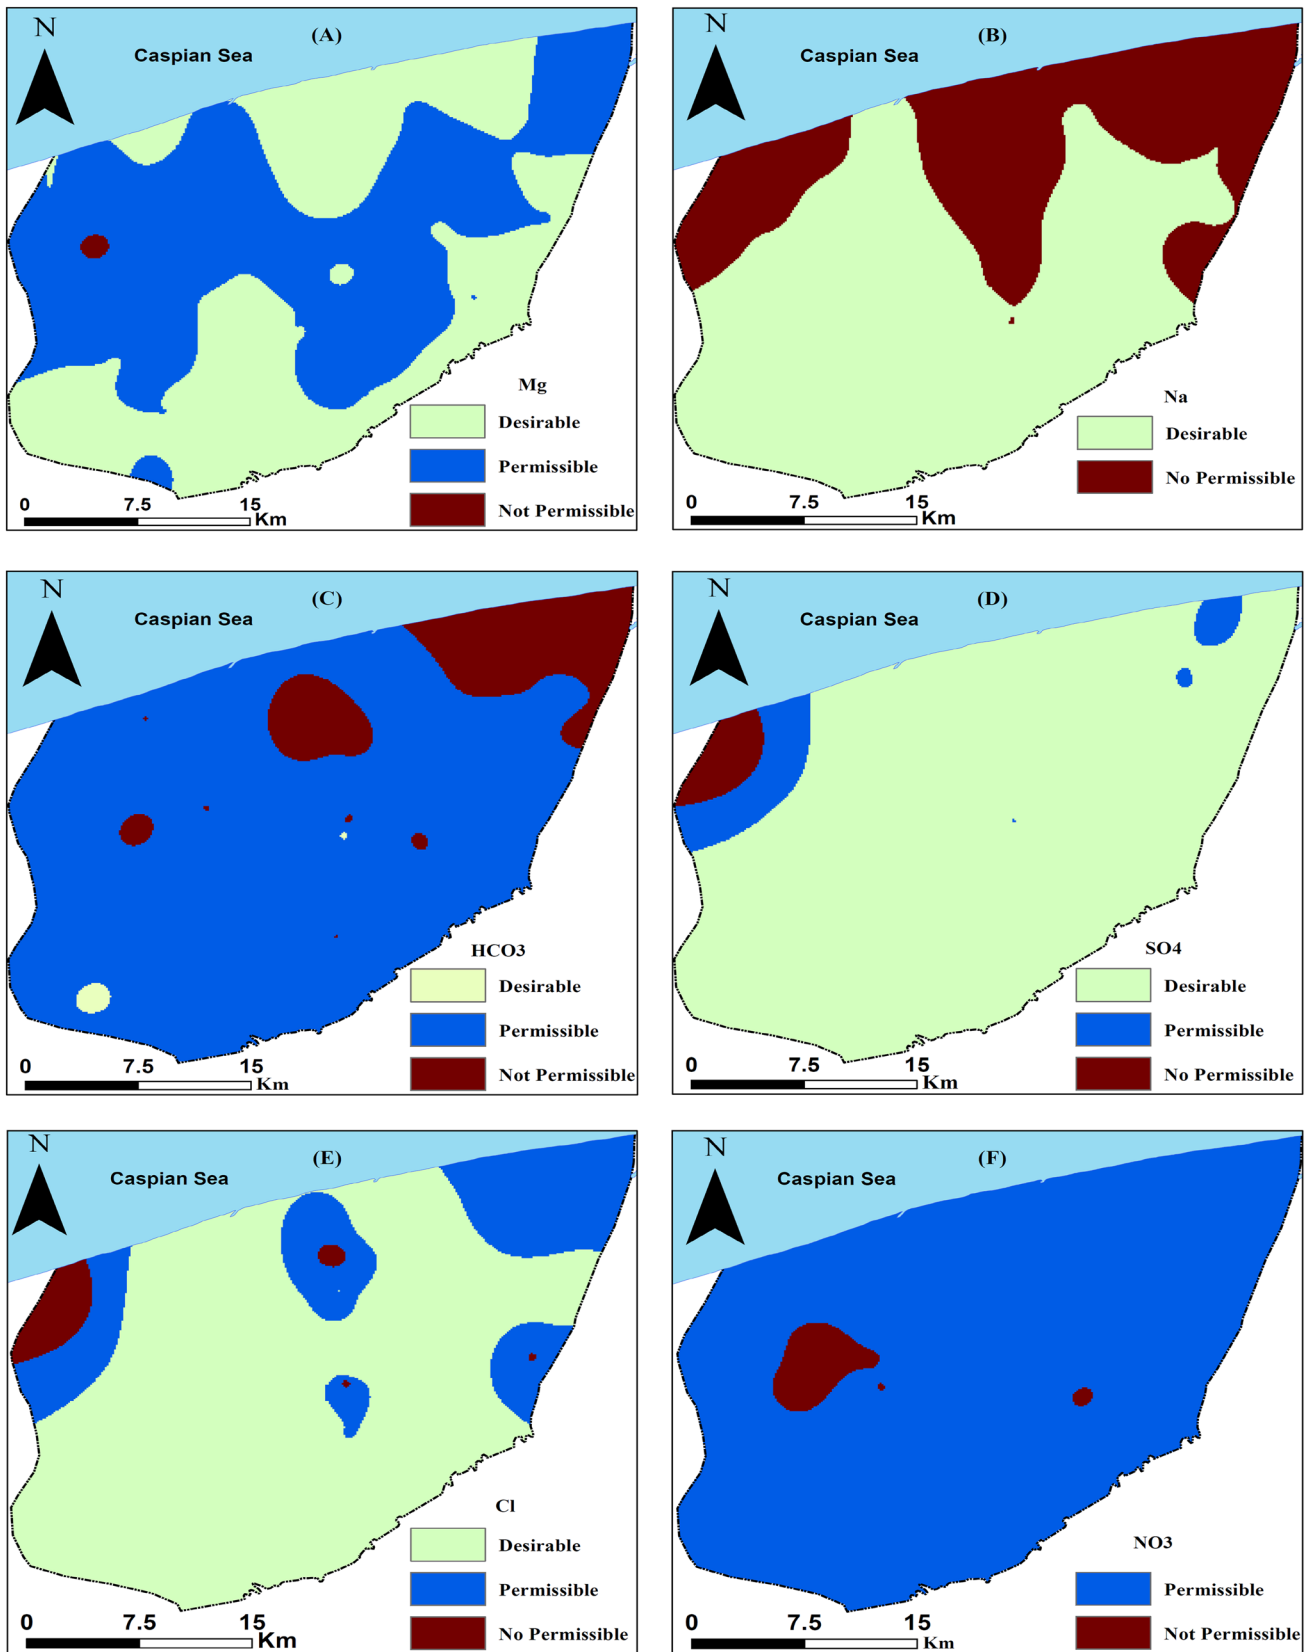 N
(A)
Caspian Sea
Mg
Desirable
Permissible
Not Permissible
0 7.5 15
Km
N
(B)
Caspian Sea
Na
Desirable
No Permissible
0 7.5 15
Km
N
(C)
Caspian Sea
HCO3
Desirable
Permissible
Not Permissible
0 7.5 15
Km
N
(D)
Caspian Sea
SO4
Desirable
Permissible
No Permissible
0 7.5 15
Km
N
(E)
Caspian Sea
Cl
Desirable
Permissible
No Permissible
0 7.5 15
Km
N
(F)
Caspian Sea
NO3
Permissible
Not Permissible
0 7.5 15
Km